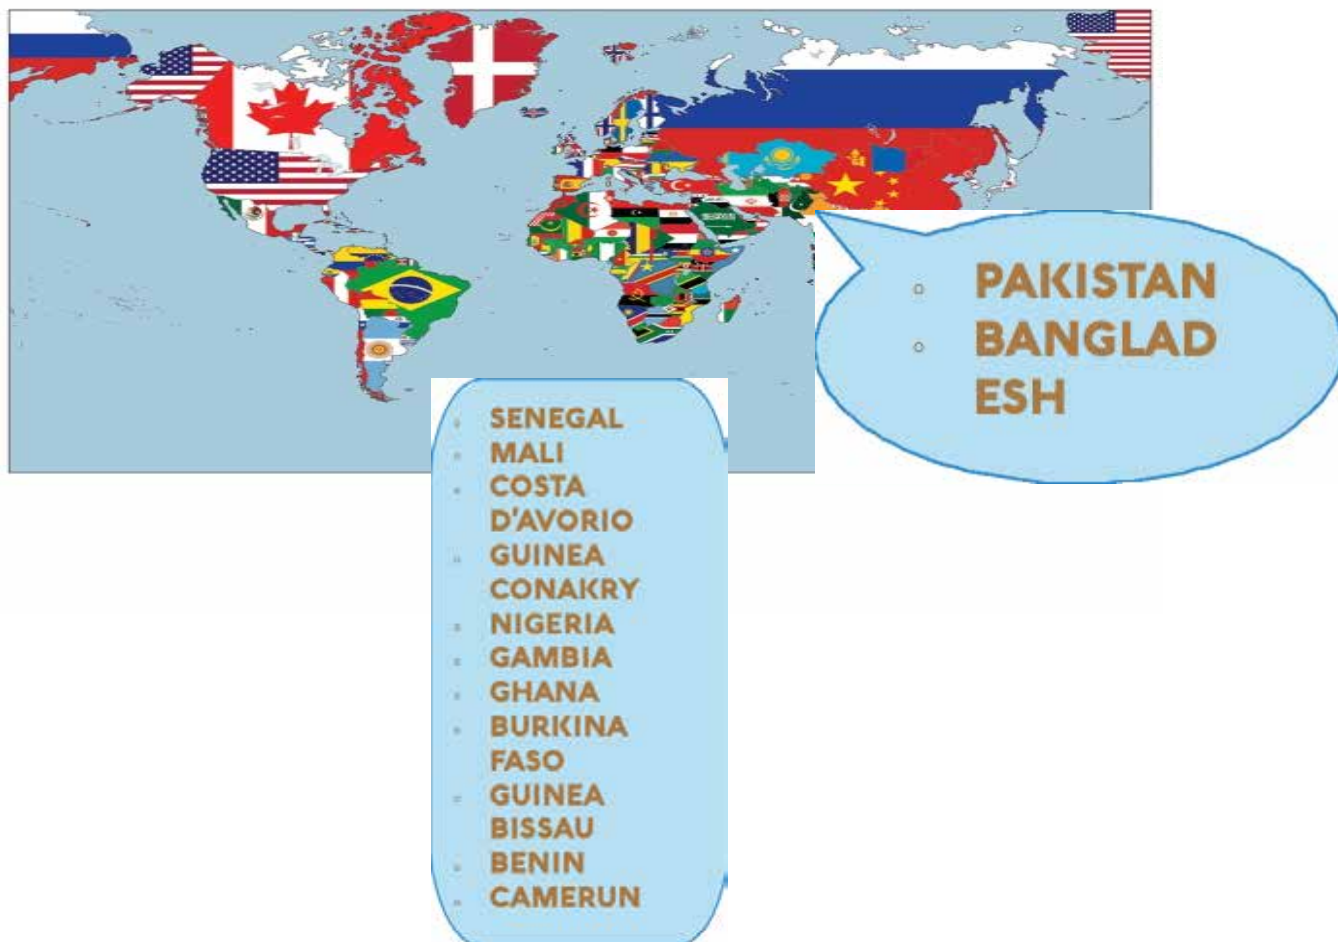 PAKISTAN
BANGLAD
ESH
SENEGAL
MALI
COSTA
D'AVORIO
GUINEA
CONAKRY
NIGERIA
GAMBIA
GHANA
BURKINA
FASO
GUINEA
BISSAU
BENIN
CAMERUN